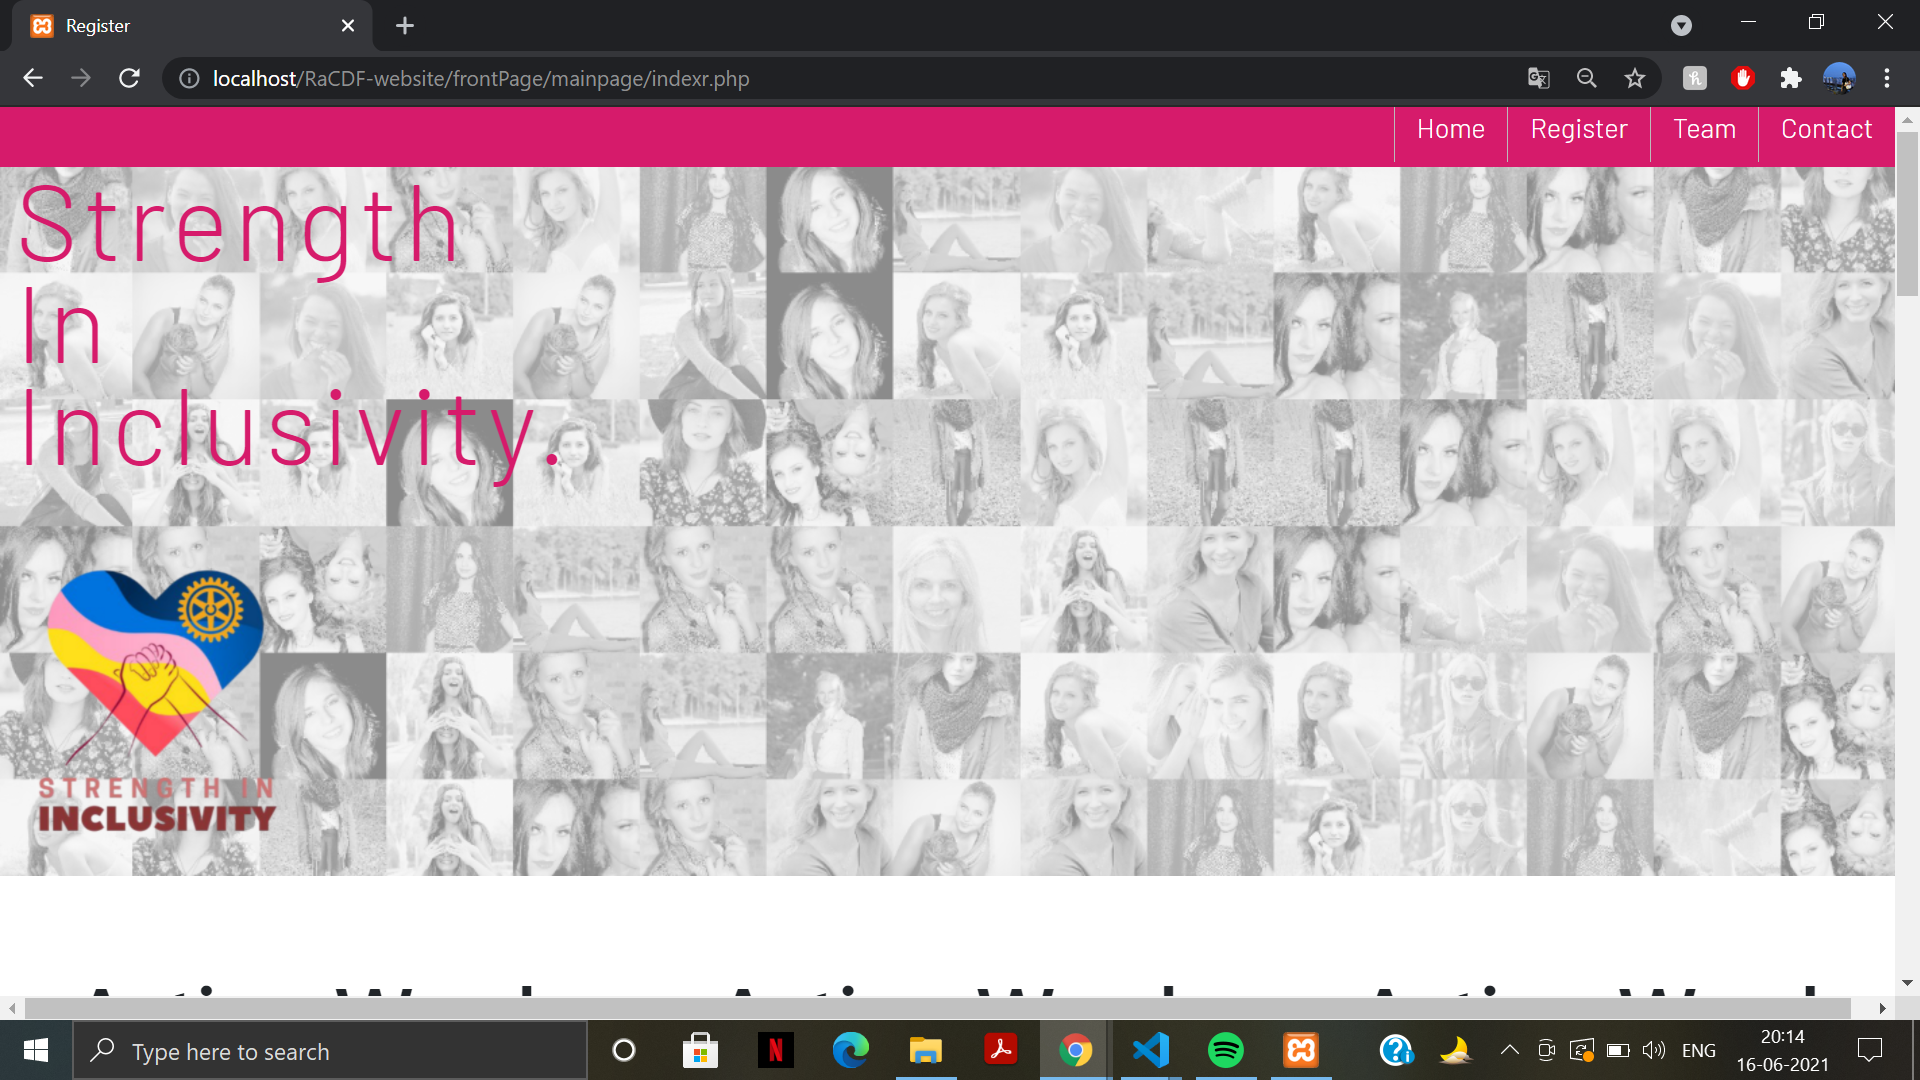 Register
localhost/RaCDF-website/frontPage/mainpage/indexr.php
Home Register Team Contact
Strength
In
Inclusivity.
STRENGTH IN
INCLUSIVITY
Type here to search
ENG
20:14
16-06-2021